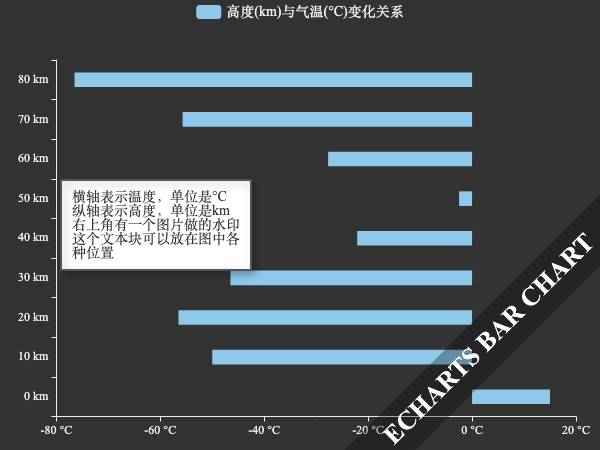 高度(km)与气温(°C)变化关系
80 km
70 km
60 km
50 km
40 km
30 km
20 km
10 km
0 km
横轴表示温度，单位是°C
纵轴表示高度，单位是km
右上角有一个图片做的水印
这个文本块可以放在图中各
种位置
ECHARTS BAR CHART
-80 °C
-60 °C
-40 °C
-20 °C
0 °C
20 °C